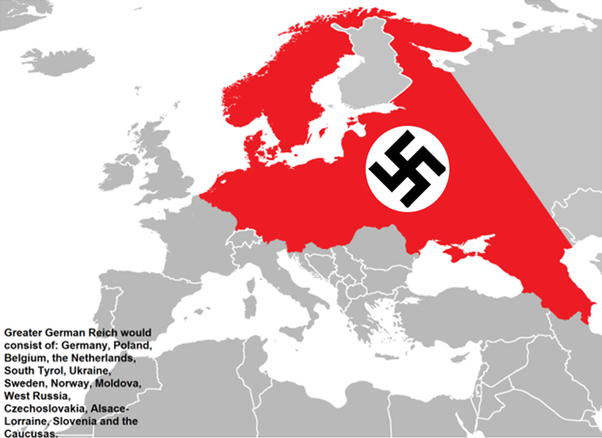 Greater German Reich would
consist of: Germany, Poland,
Belgium, the Netherlands,
South Tyrol, Ukraine,
Sweden, Norway, Moldova,
West Russia,
Czechoslovakia, Alsace-
Lorraine, Slovenia and the
Caucusas.